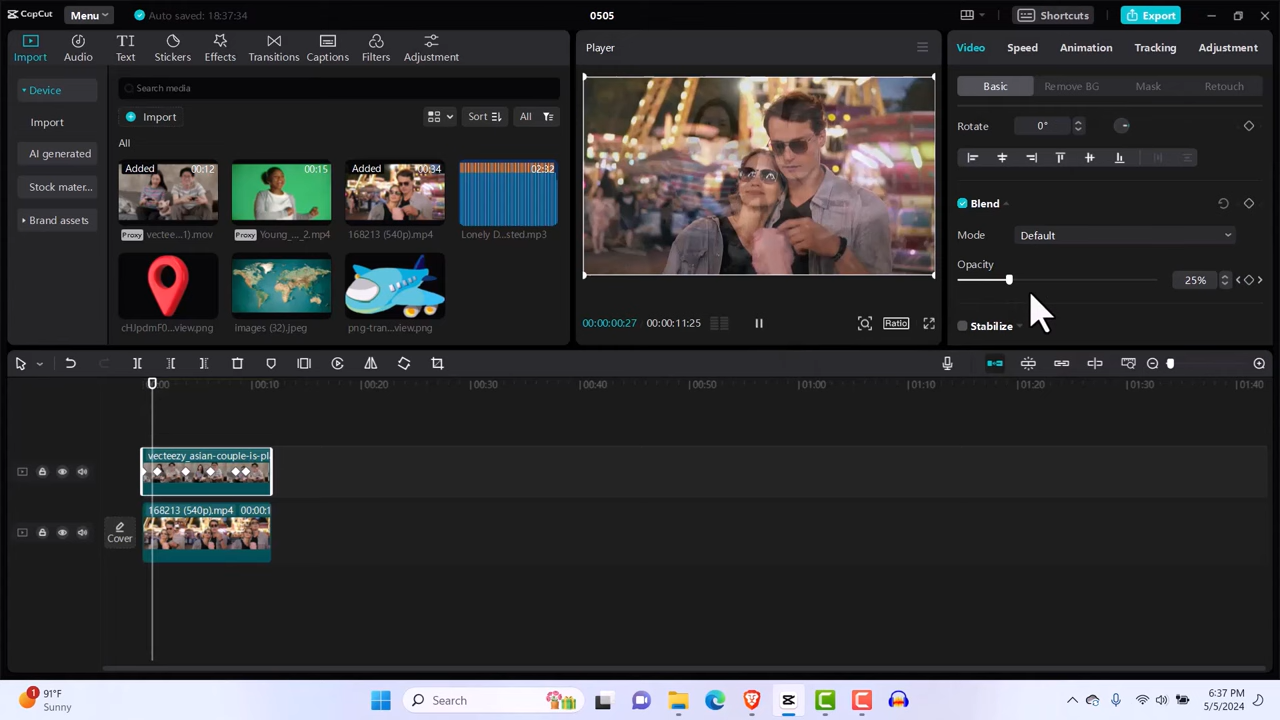 CapCut
Menu
Auto saved: 18:37:34
0505
Shortcuts
Export
Import
Audio
Text
Stickers
Effects
Transitions
Captions
Filters
Adjustment
Device
Import
AI generated
Stock mater...
Brand assets
Search media
Import
Sort
All
All
Added
00:12
Proxy
vectee...1).mov
00:15
Proxy
Young_..._2.mp4
Added
00:34
168213 (540p).mp4
02:32
Lonely D...sted.mp3
cHJpdmF0...view.png
images (32).jpeg
png-tran...view.png
Player
00:00:00:27
00:00:11:25
Ratio
Video
Speed
Animation
Tracking
Adjustment
Basic
Remove BG
Mask
Retouch
Rotate
0°
Blend
Mode
Default
Opacity
25%
Stabilize
00:00
00:10
00:20
00:30
00:40
00:50
01:00
01:10
01:20
01:30
01:40
vecteezy_asian-couple-is-pl
Cover
168213 (540p).mp4
00:00:1
1
91°F
Sunny
Search
6:37 PM
5/5/2024